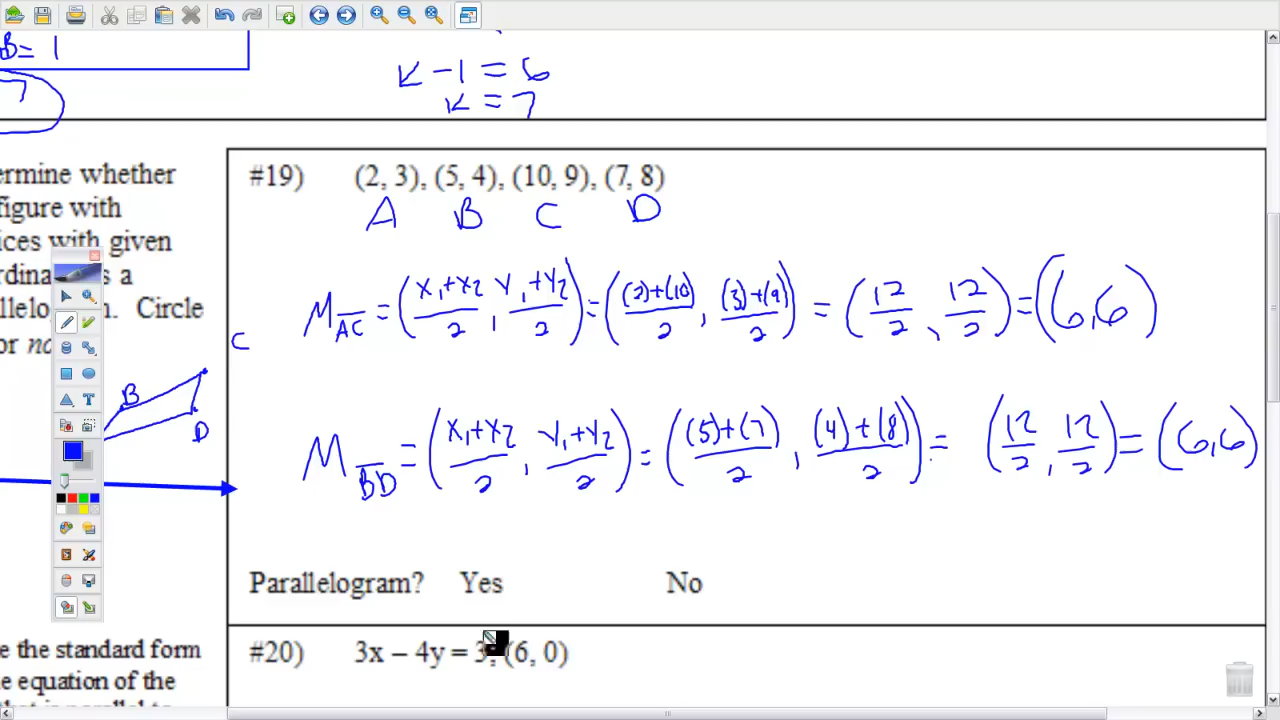 B = 1
7
K - 1 = 6
K = 7
ermine whether
figure with
ices with given
rdina s a
llelo m. Circle
or no
C
B
D
#19) (2, 3), (5, 4), (10, 9), (7, 8)
A B C D
M_AC = (x₁+x₂/2, y₁+y₂/2) = ((2)+(10)/2, (3)+(9)/2) = (12/2, 12/2) = (6,6)
M_BD = (x₁+x₂/2, y₁+y₂/2) = ((5)+(7)/2, (4)+(8)/2) = (12/2, 12/2) = (6,6)
Parallelogram? Yes No
e the standard form
e equation of the
#20) 3x – 4y = 3, (6, 0)